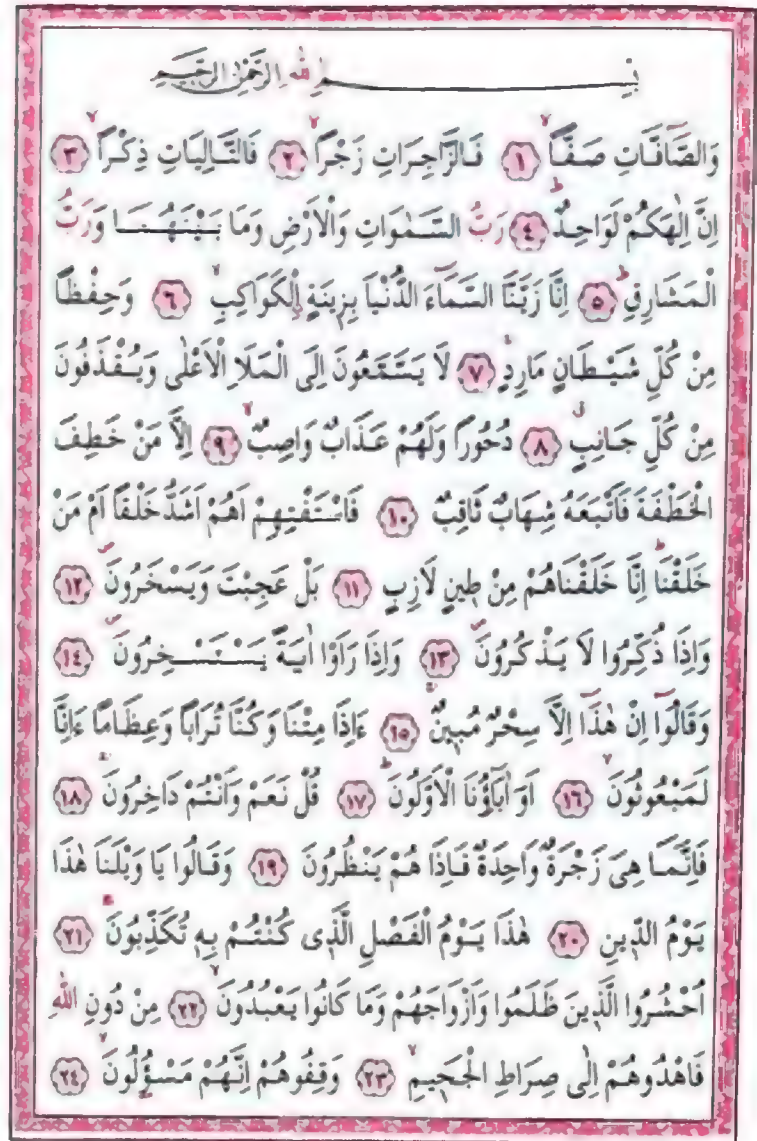 بِسْمِ اللّٰهِ الرَّحْمٰنِ الرَّحِيمِ
وَالصَّٓافَّاتِ صَفًّاۙ ﴿١﴾ فَالزَّاجِرَاتِ زَجْرًاۙ ﴿٢﴾ فَالتَّالِيَاتِ ذِكْرًاۙ ﴿٣﴾
اِنَّ اِلٰهَكُمْ لَوَاحِدٌۜ ﴿٤﴾ رَبُّ السَّمٰوَاتِ وَالْاَرْضِ وَمَا بَيْنَهُمَا وَرَبُّ
الْمَشَارِقِۜ ﴿٥﴾ اِنَّا زَيَّنَّا السَّمَٓاءَ الدُّنْيَا بِزِينَةٍۨ الْكَوَاكِبِۙ ﴿٦﴾ وَحِفْظًا
مِنْ كُلِّ شَيْطَانٍ مَارِدٍۚ ﴿٧﴾ لَا يَسَّمَّعُونَ اِلَى الْمَلَاِ الْاَعْلٰى وَيُقْذَفُونَ
مِنْ كُلِّ جَانِبٍۗ ﴿٨﴾ دُحُورًا وَلَهُمْ عَذَابٌ وَاصِبٌۙ ﴿٩﴾ اِلَّا مَنْ خَطِفَ
الْخَطْفَةَ فَاَتْبَعَهُ شِهَابٌ ثَاقِبٌ ﴿١٠﴾ فَاسْتَفْتِهِمْ اَهُمْ اَشَدُّ خَلْقًا اَمْ مَنْ
خَلَقْنَاۜ اِنَّا خَلَقْنَاهُمْ مِنْ طِينٍ لَازِبٍ ﴿١١﴾ بَلْ عَجِبْتَ وَيَسْخَرُونَۖ ﴿١٢﴾
وَاِذَا ذُكِّرُوا لَا يَذْكُرُونَۖ ﴿١٣﴾ وَاِذَا رَاَوْا اٰيَةً يَسْتَسْخِرُونَۖ ﴿١٤﴾
وَقَالُٓوا اِنْ هٰذَٓا اِلَّا سِحْرٌ مُبِينٌۚ ﴿١٥﴾ ءَاِذَا مِتْنَا وَكُنَّا تُرَابًا وَعِظَامًا ءَاِنَّا
لَمَبْعُوثُونَۙ ﴿١٦﴾ اَوَاٰبَٓاؤُنَا الْاَوَّلُونَۜ ﴿١٧﴾ قُلْ نَعَمْ وَاَنْتُمْ دَاخِرُونَۚ ﴿١٨﴾
فَاِنَّمَا هِيَ زَجْرَةٌ وَاحِدَةٌ فَاِذَا هُمْ يَنْظُرُونَ ﴿١٩﴾ وَقَالُوا يَا وَيْلَنَا هٰذَا
يَوْمُ الدِّينِ ﴿٢٠﴾ هٰذَا يَوْمُ الْفَصْلِ الَّذِي كُنْتُمْ بِهِ تُكَذِّبُونَ۟ ﴿٢١﴾
اُحْشُرُوا الَّذِينَ ظَلَمُوا وَاَزْوَاجَهُمْ وَمَا كَانُوا يَعْبُدُونَۙ ﴿٢٢﴾ مِنْ دُونِ اللّٰهِ
فَاهْدُوهُمْ اِلٰى صِرَاطِ الْجَحِيمِۙ ﴿٢٣﴾ وَقِفُوهُمْ اِنَّهُمْ مَسْؤُلُونَۙ ﴿٢٤﴾